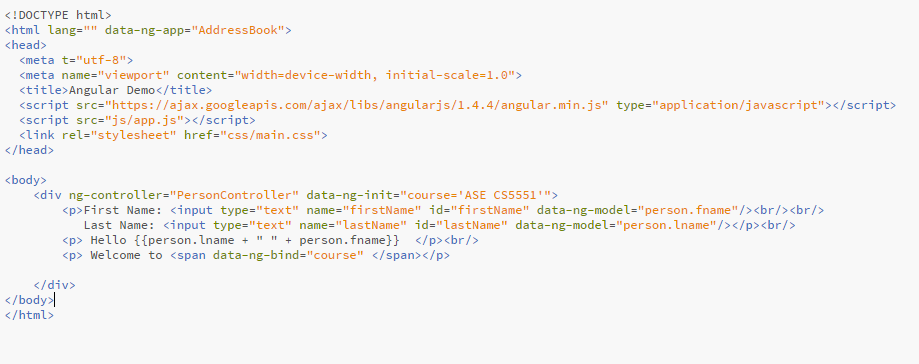 <!DOCTYPE html>
<html lang="" data-ng-app="AddressBook">
<head>
  <meta t="utf-8">
  <meta name="viewport" content="width=device-width, initial-scale=1.0">
  <title>Angular Demo</title>
  <script src="https://ajax.googleapis.com/ajax/libs/angularjs/1.4.4/angular.min.js" type="application/javascript"></script>
  <script src="js/app.js"></script>
  <link rel="stylesheet" href="css/main.css">
</head>

<body>
    <div ng-controller="PersonController" data-ng-init="course='ASE CS5551'">
        <p>First Name: <input type="text" name="firstName" id="firstName" data-ng-model="person.fname"/><br/><br/>
           Last Name: <input type="text" name="lastName" id="lastName" data-ng-model="person.lname"/></p><br/>
        <p> Hello {{person.lname + " " + person.fname}}  </p><br/>
        <p> Welcome to <span data-ng-bind="course" </span></p>

    </div>
</body>
</html>